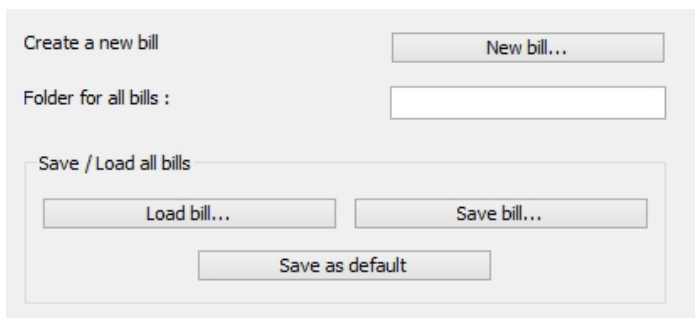 Create a new bill
New bill...
Folder for all bills :
Save / Load all bills
Load bill...
Save bill...
Save as default